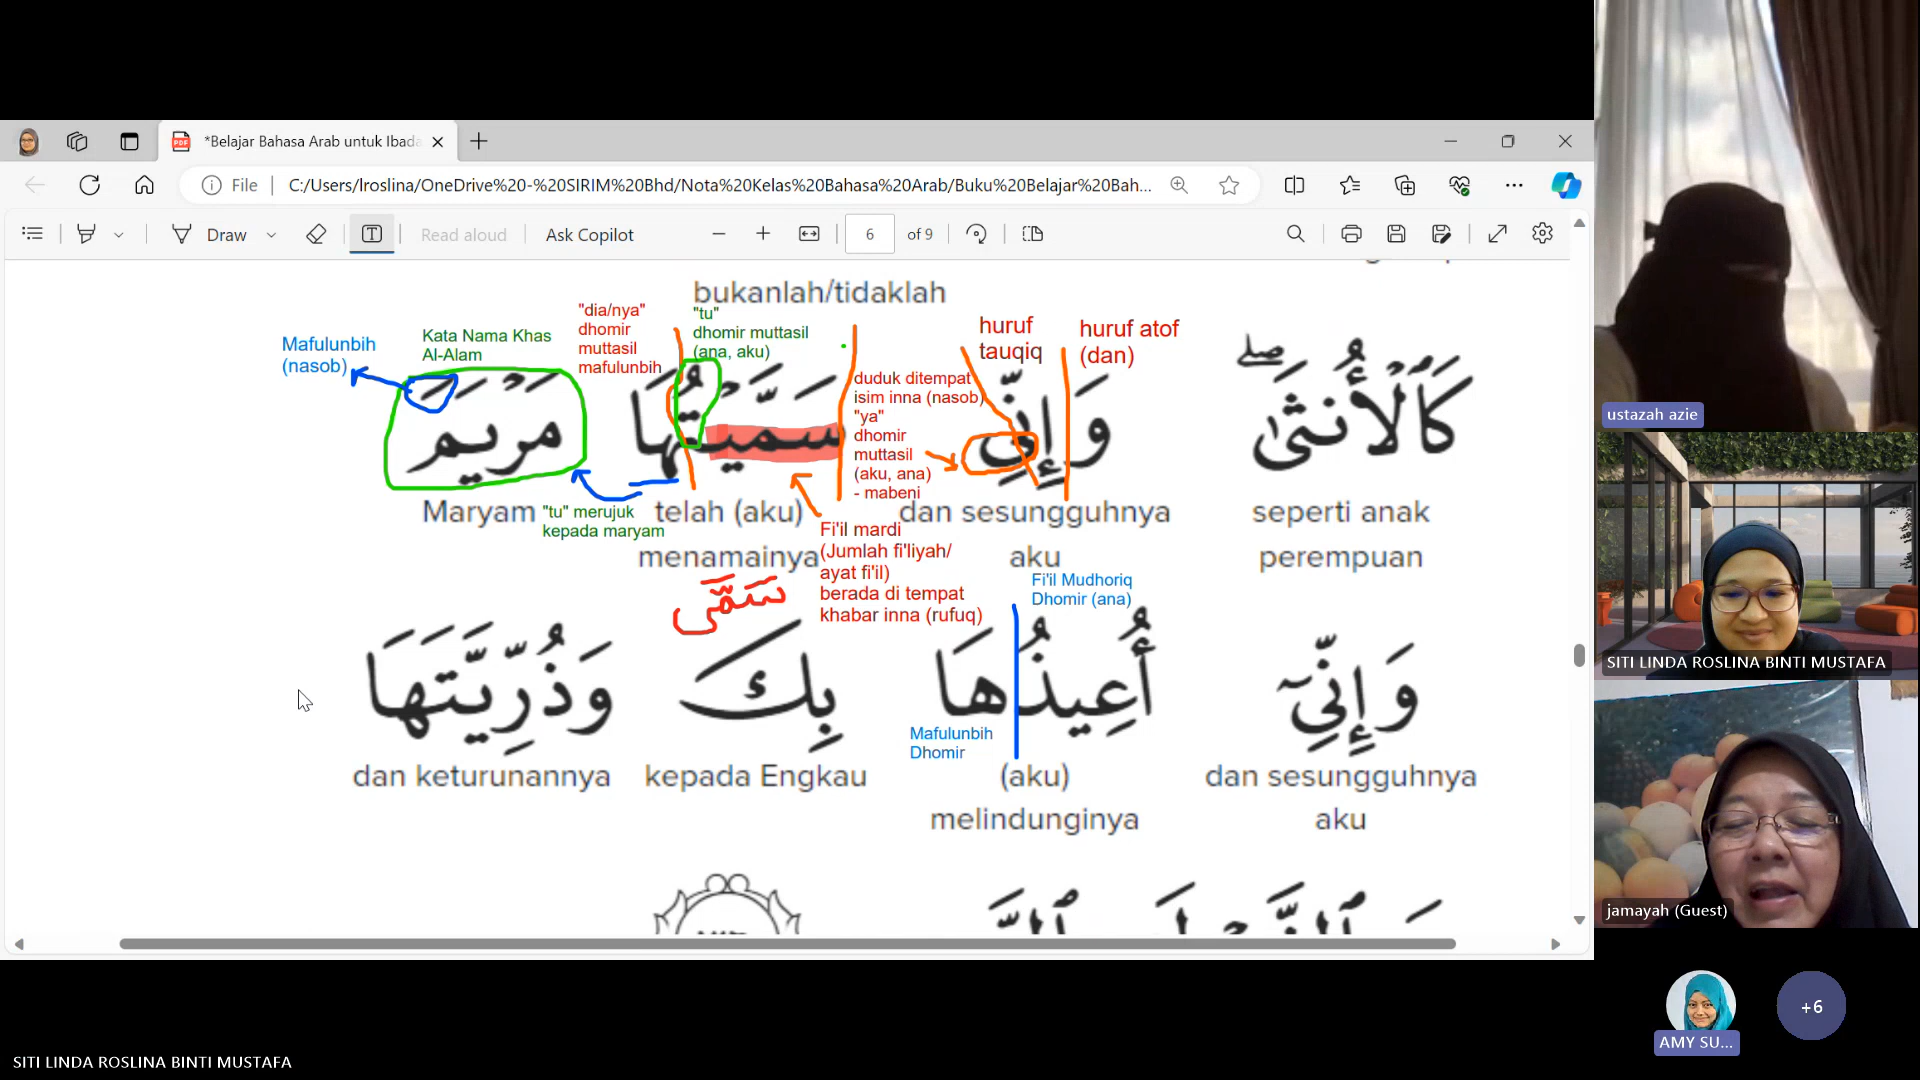 *Belajar Bahasa Arab untuk Ibada
File
C:/Users/lroslina/OneDrive%20-%20SIRIM%20Bhd/Nota%20Kelas%20Bahasa%20Arab/Buku%20Belajar%20Bah...
Draw
Read aloud
Ask Copilot
6
of 9
bukanlah/tidaklah
huruf atof
(dan)
huruf
tauqiq
"tu"
dhomir muttasil
(ana, aku)
"dia/nya"
dhomir
muttasil
mafulunbih
Kata Nama Khas
Al-Alam
Mafulunbih
(nasob)
duduk ditempat
isim inna (nasob)
"ya"
dhomir
muttasil
(aku, ana)
- mabeni
كَٱلْأُنثَىٰ ۖ وَإِنِّى سَمَّيْتُهَا مَرْيَمَ
seperti anak
perempuan
dan sesungguhnya
aku
telah (aku)
menamainya
Maryam
"tu" merujuk
kepada maryam
Fi'il mardi
(Jumlah fi'liyah/
ayat fi'il)
berada di tempat
khabar inna (rufuq)
سَمَّى
Fi'il Mudhoriq
Dhomir (ana)
وَإِنِّىٓ أُعِيذُهَا بِكَ وَذُرِّيَّتَهَا
Mafulunbih
Dhomir
dan sesungguhnya
aku
(aku)
melindunginya
kepada Engkau
dan keturunannya
ustazah azie
SITI LINDA ROSLINA BINTI MUSTAFA
jamayah (Guest)
AMY SU...
+6
SITI LINDA ROSLINA BINTI MUSTAFA